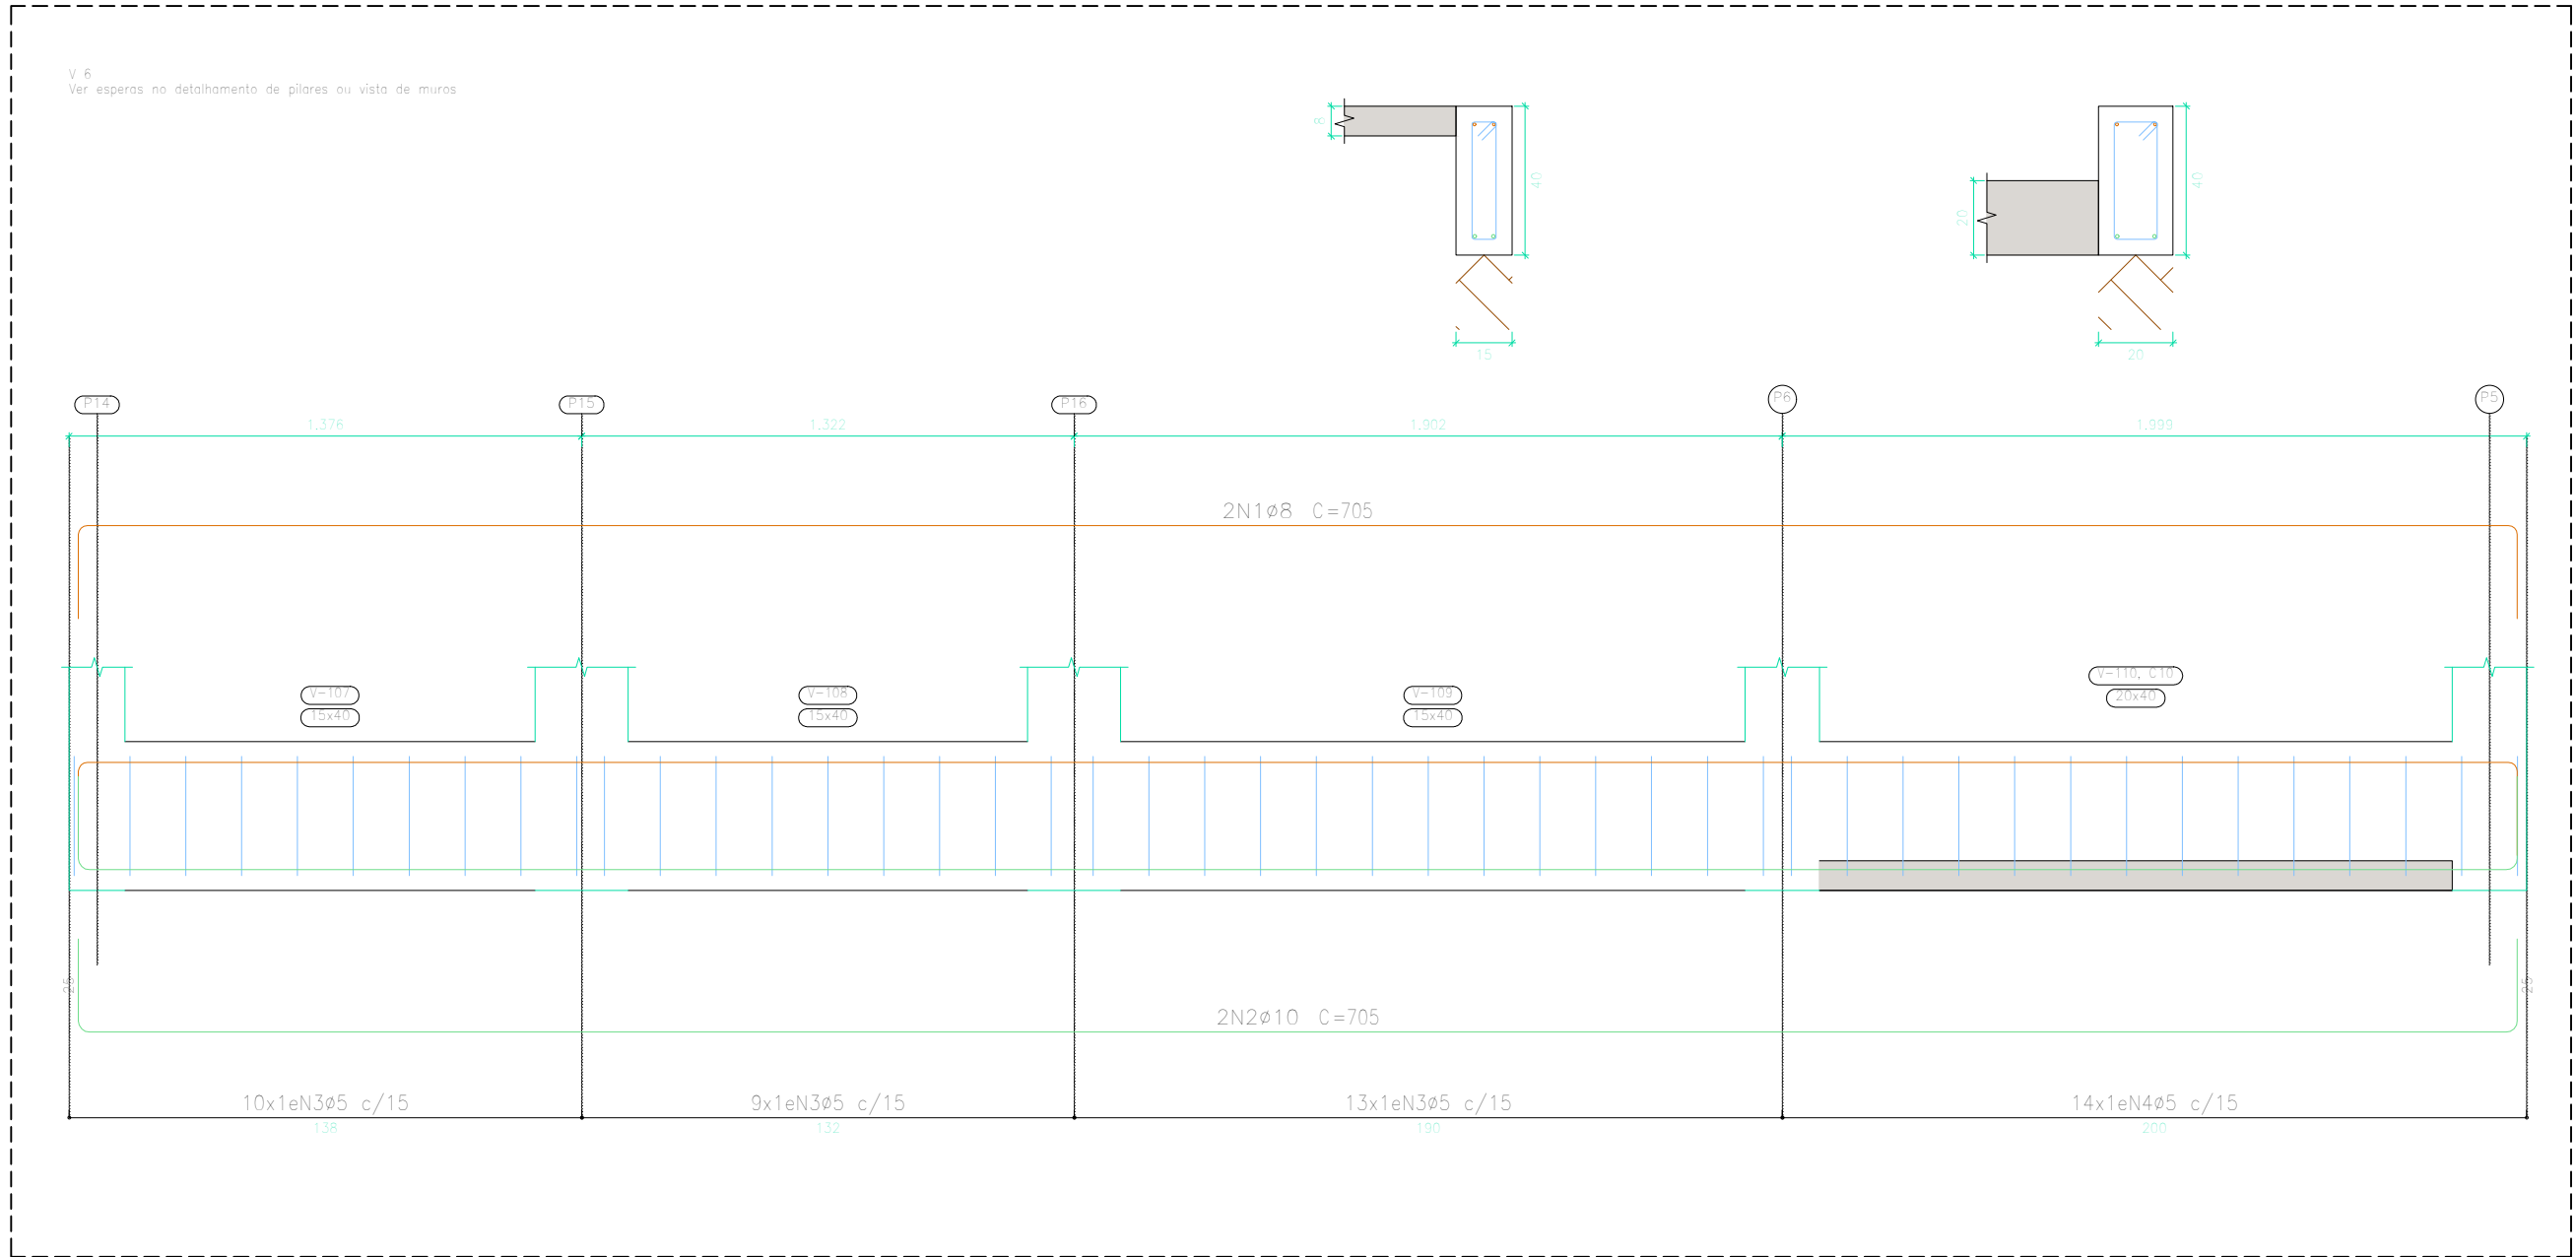 V 6
Ver esperas no detalhamento de pilares ou vista de muros
8
40
15
20
40
20
P14
P15
P16
P6
P5
1.376
1.322
1.902
1.999
2N1ø8 C=705
V-107
15x40
V-108
15x40
V-109
15x40
V-110, C10
20x40
25
25
2N2ø10 C=705
10x1eN3ø5 c/15
9x1eN3ø5 c/15
13x1eN3ø5 c/15
14x1eN4ø5 c/15
138
132
190
200